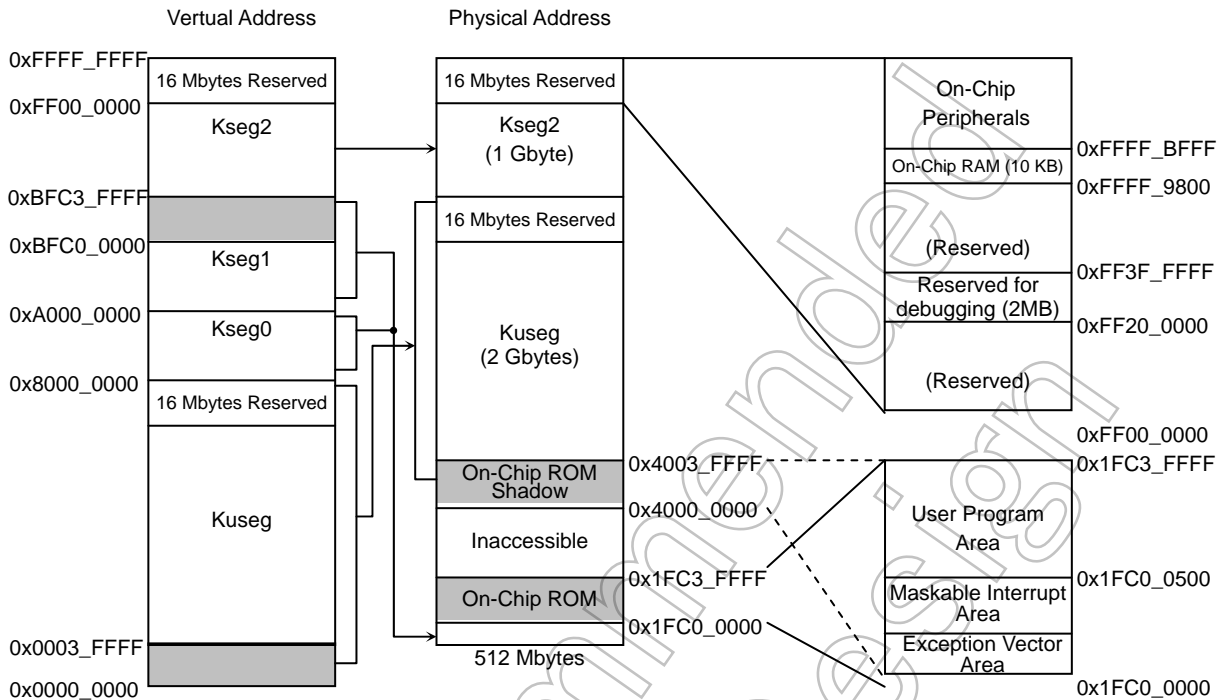 Vertual Address
Physical Address
0xFFFF_FFFF
0xFF00_0000
0xBFC3_FFFF
0xBFC0_0000
0xA000_0000
0x8000_0000
0x0003_FFFF
0x0000_0000
16 Mbytes Reserved
Kseg2
Kseg1
Kseg0
16 Mbytes Reserved
Kuseg
16 Mbytes Reserved
Kseg2
(1 Gbyte)
16 Mbytes Reserved
Kuseg
(2 Gbytes)
On-Chip ROM
Shadow
Inaccessible
On-Chip ROM
512 Mbytes
0x4003_FFFF
0x4000_0000
0x1FC3_FFFF
0x1FC0_0000
On-Chip
Peripherals
On-Chip RAM (10 KB)
(Reserved)
Reserved for
debugging (2MB)
(Reserved)
0xFFFF_BFFF
0xFFFF_9800
0xFF3F_FFFF
0xFF20_0000
0xFF00_0000
0x1FC3_FFFF
User Program
Area
Maskable Interrupt
Area
Exception Vector
Area
0x1FC0_0500
0x1FC0_0000
mmended
esign